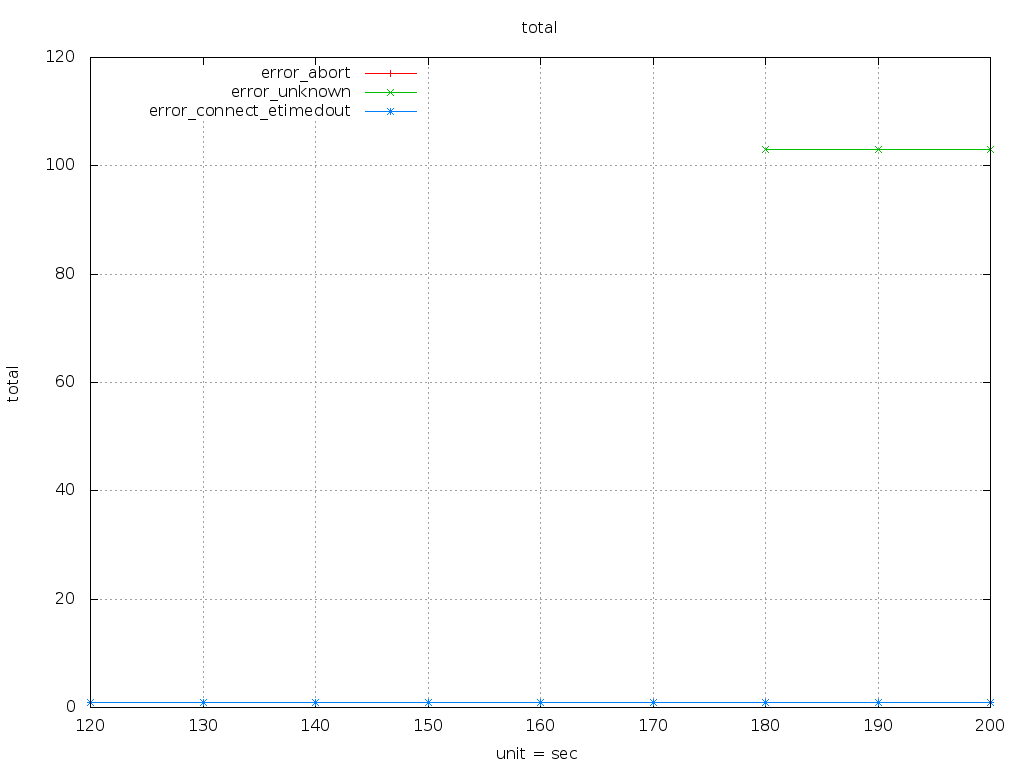 total
120
error_abort
error_unknown
error_connect_etimedout
100
80
60
total
40
20
0
120 130 140 150 160 170 180 190 200
unit = sec